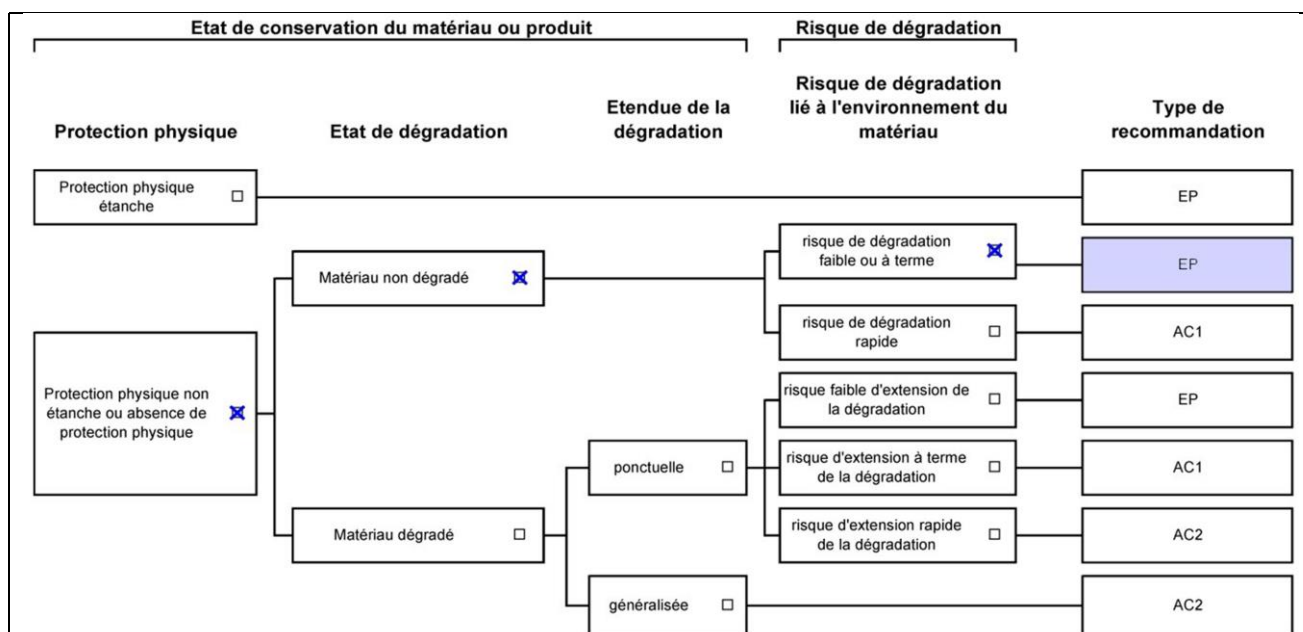 Etat de conservation du matériau ou produit
Risque de dégradation
Protection physique
Etat de dégradation
Etendue de la
dégradation
Risque de dégradation
lié à l'environnement du
matériau
Type de
recommandation
Protection physique
étanche
EP
risque de dégradation
faible ou à terme
EP
Matériau non dégradé
risque de dégradation
rapide
AC1
Protection physique non
étanche ou absence de
protection physique
risque faible d'extension de
la dégradation
EP
ponctuelle
risque d'extension à terme
de la dégradation
AC1
Matériau dégradé
risque d'extension rapide
de la dégradation
AC2
généralisée
AC2